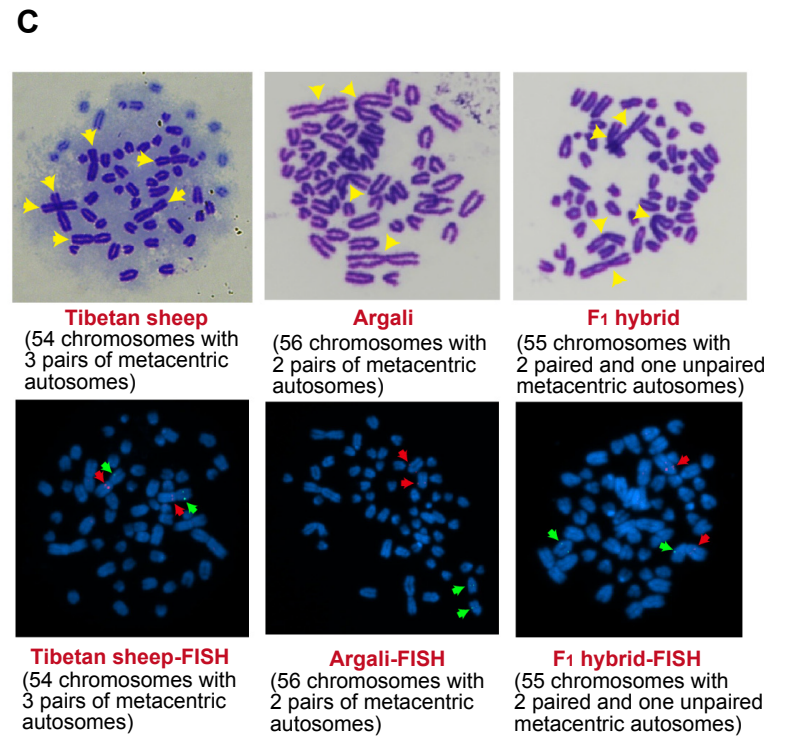 C
Tibetan sheep
(54 chromosomes with
3 pairs of metacentric
autosomes)
Argali
(56 chromosomes with
2 pairs of metacentric
autosomes)
F1 hybrid
(55 chromosomes with
2 paired and one unpaired
metacentric autosomes)
Tibetan sheep-FISH
(54 chromosomes with
3 pairs of metacentric
autosomes)
Argali-FISH
(56 chromosomes with
2 pairs of metacentric
autosomes)
F1 hybrid-FISH
(55 chromosomes with
2 paired and one unpaired
metacentric autosomes)